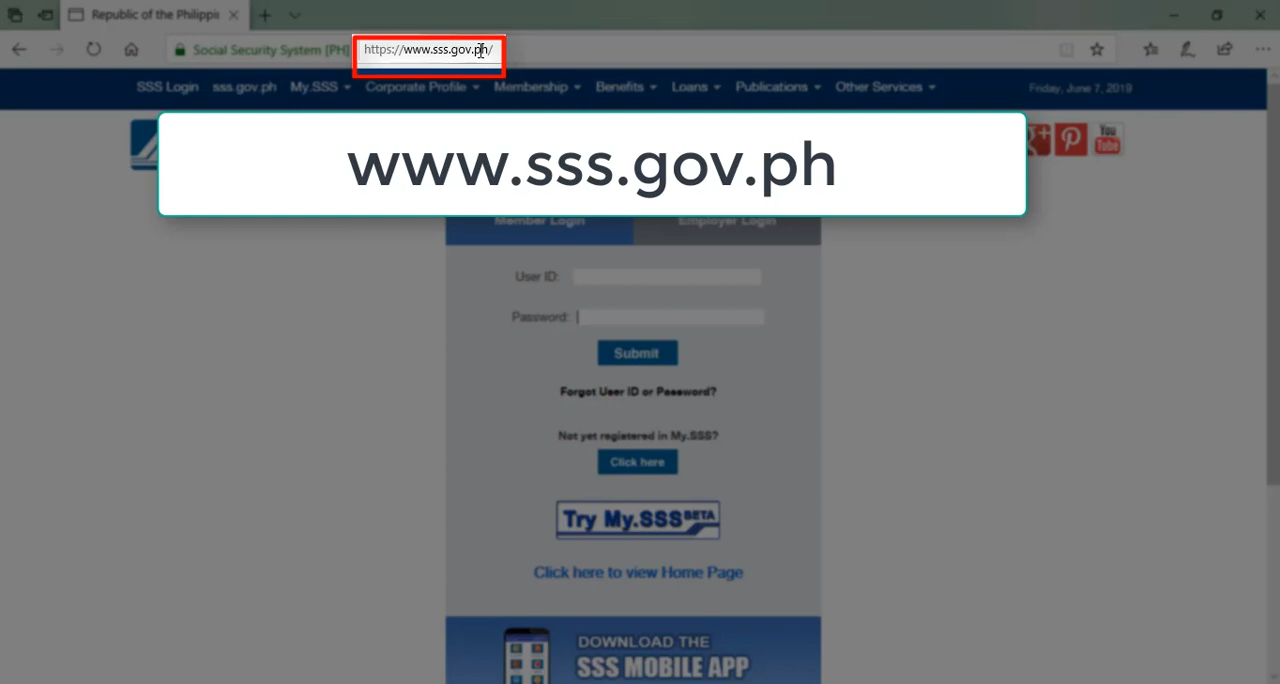 Republic of the Philippi
Social Security System [PH]
https://www.sss.gov.ph/
SSS Login sss.gov.ph My.SSS Corporate Profile Membership Benefits Loans Publications Other Services Friday, June 7, 2019
www.sss.gov.ph
g+ You Tube
Member Login Employer Login
User ID:
Password:
Submit
Forgot User ID or Password?
Not yet registered in My.SSS?
Click here
Try My.SSS BETA
Click here to view Home Page
DOWNLOAD THE
SSS MOBILE APP